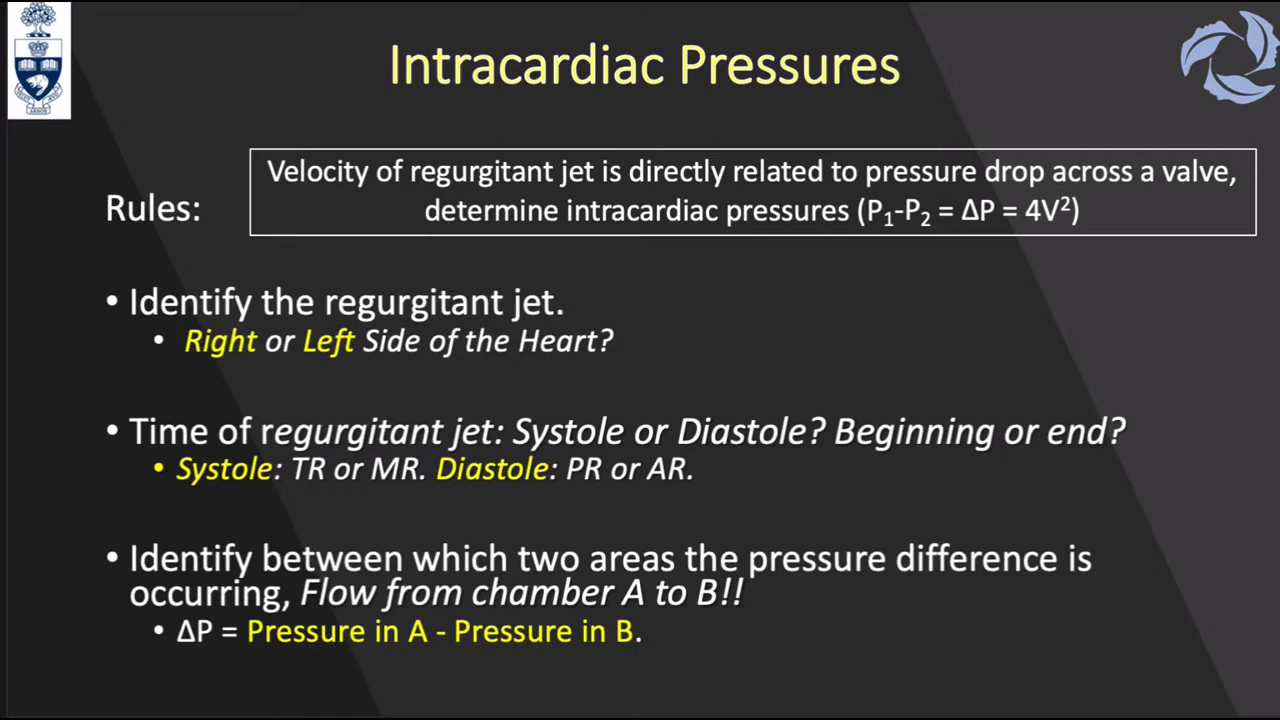 Intracardiac Pressures
Rules:
Velocity of regurgitant jet is directly related to pressure drop across a valve,
determine intracardiac pressures (P₁-P₂ = ΔP = 4V²)
• Identify the regurgitant jet.
• Right or Left Side of the Heart?
• Time of regurgitant jet: Systole or Diastole? Beginning or end?
• Systole: TR or MR. Diastole: PR or AR.
• Identify between which two areas the pressure difference is
occurring, Flow from chamber A to B!!
• ΔP = Pressure in A - Pressure in B.